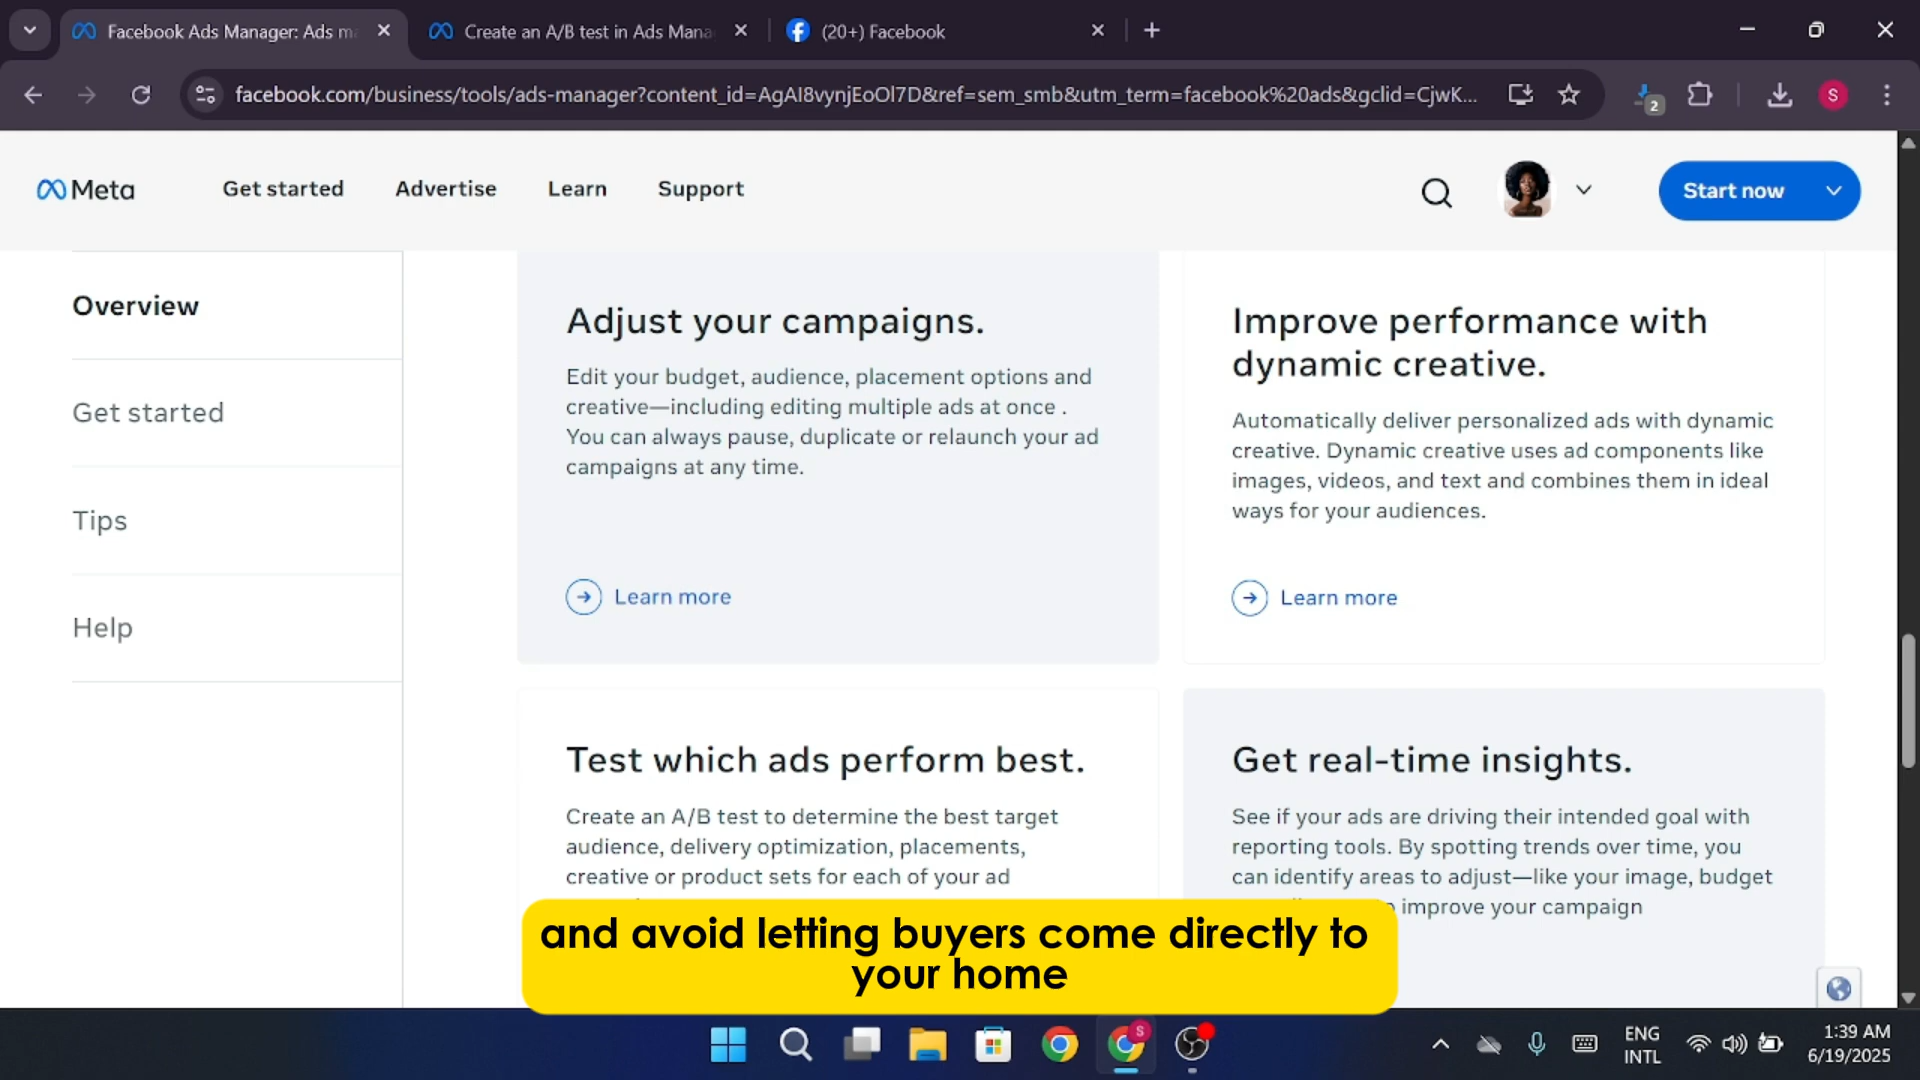 Facebook Ads Manager: Ads ma
Create an A/B test in Ads Mana
(20+) Facebook
facebook.com/business/tools/ads-manager?content_id=AgAI8vynjEoOl7D&ref=sem_smb&utm_term=facebook%20ads&gclid=CjwK...
2
S
Meta
Get started
Advertise
Learn
Support
Start now
Overview
Get started
Tips
Help
Adjust your campaigns.
Edit your budget, audience, placement options and
creative—including editing multiple ads at once .
You can always pause, duplicate or relaunch your ad
campaigns at any time.
Learn more
Improve performance with
dynamic creative.
Automatically deliver personalized ads with dynamic
creative. Dynamic creative uses ad components like
images, videos, and text and combines them in ideal
ways for your audiences.
Learn more
Test which ads perform best.
Create an A/B test to determine the best target
audience, delivery optimization, placements,
creative or product sets for each of your ad
Get real-time insights.
See if your ads are driving their intended goal with
reporting tools. By spotting trends over time, you
can identify areas to adjust—like your image, budget
improve your campaign
and avoid letting buyers come directly to
your home
S
ENG
INTL
1:39 AM
6/19/2025